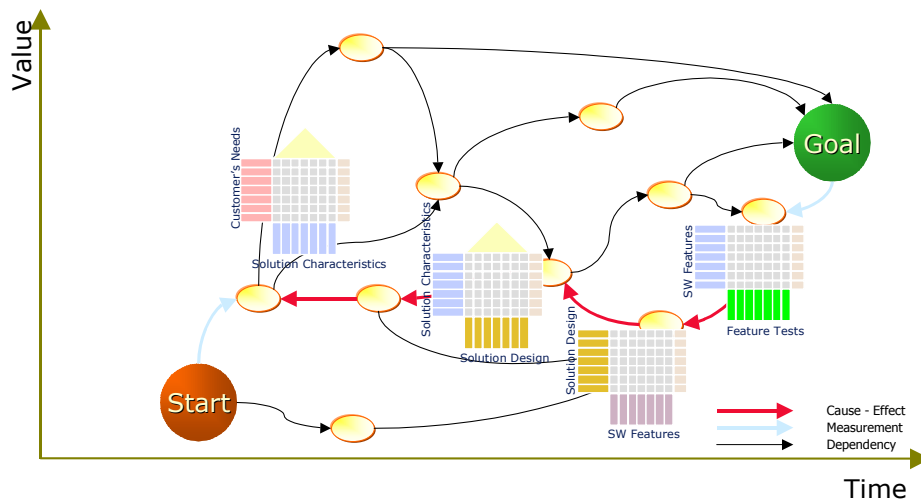 Value
Customer's Needs
Solution Characteristics
Goal
Solution Characteristics
Solution Design
SW Features
Feature Tests
Solution Design
SW Features
Start
Cause - Effect
Measurement
Dependency
Time